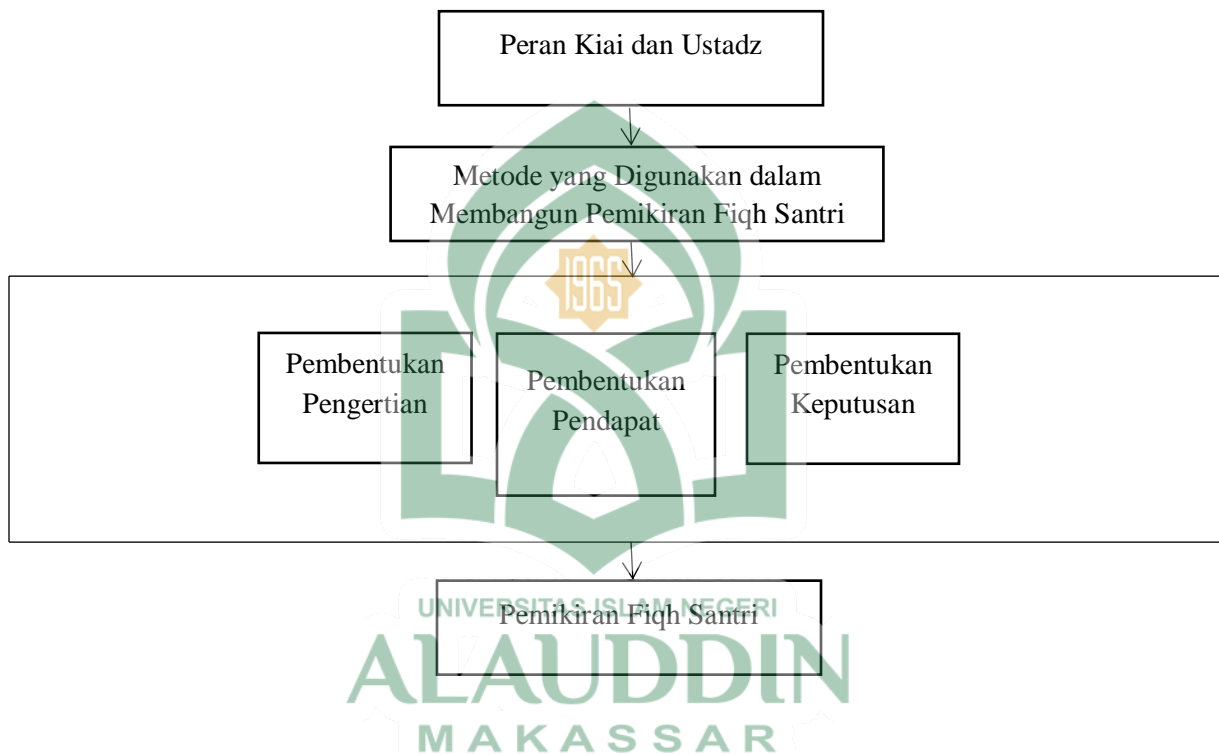 Peran Kiai dan Ustadz
Metode yang Digunakan dalam
Membangun Pemikiran Fiqh Santri
1965
Pembentukan
Pengertian
Pembentukan
Pendapat
Pembentukan
Keputusan
Pemikiran Fiqh Santri
UNIVERSITAS ISLAM NEGERI
ALAUDDIN
MAKASSAR